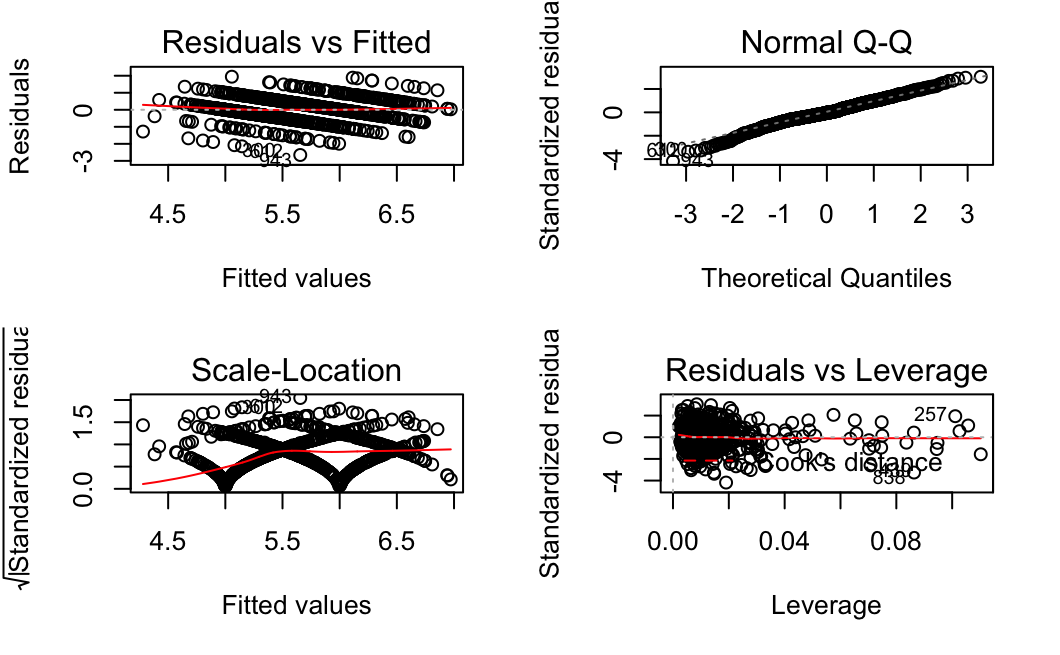 Residuals vs Fitted
Residuals
0
-3
943
4.5 5.5 6.5
Fitted values
Normal Q-Q
Standardized residua
0
-4
943
-3 -2 -1 0 1 2 3
Theoretical Quantiles
Scale-Location
√|Standardized residua
1.5
0.0
943
4.5 5.5 6.5
Fitted values
Residuals vs Leverage
Standardized residua
0
-4
257
Cook's distance
838
0.00 0.04 0.08
Leverage